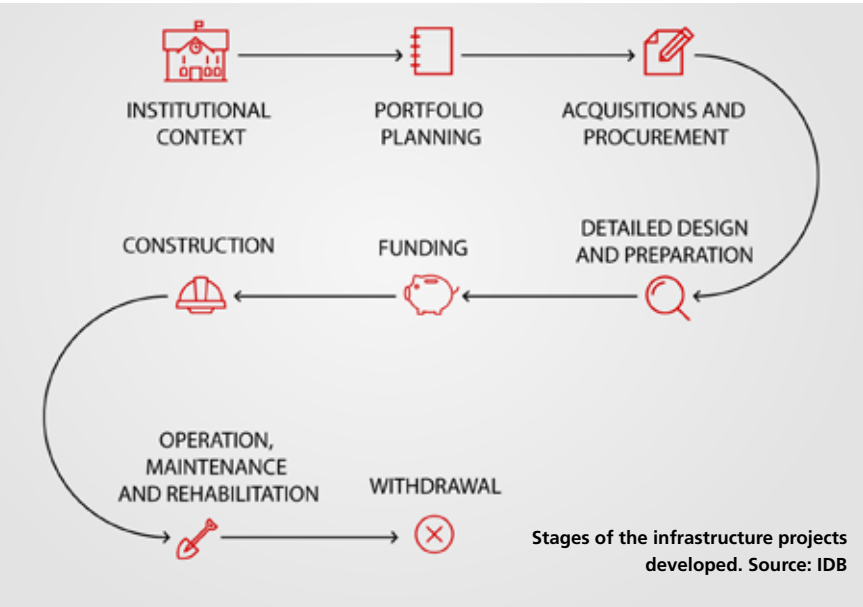 INSTITUTIONAL
CONTEXT
PORTFOLIO
PLANNING
ACQUISITIONS AND
PROCUREMENT
DETAILED DESIGN
AND PREPARATION
FUNDING
CONSTRUCTION
OPERATION,
MAINTENANCE
AND REHABILITATION
WITHDRAWAL
Stages of the infrastructure projects
developed. Source: IDB